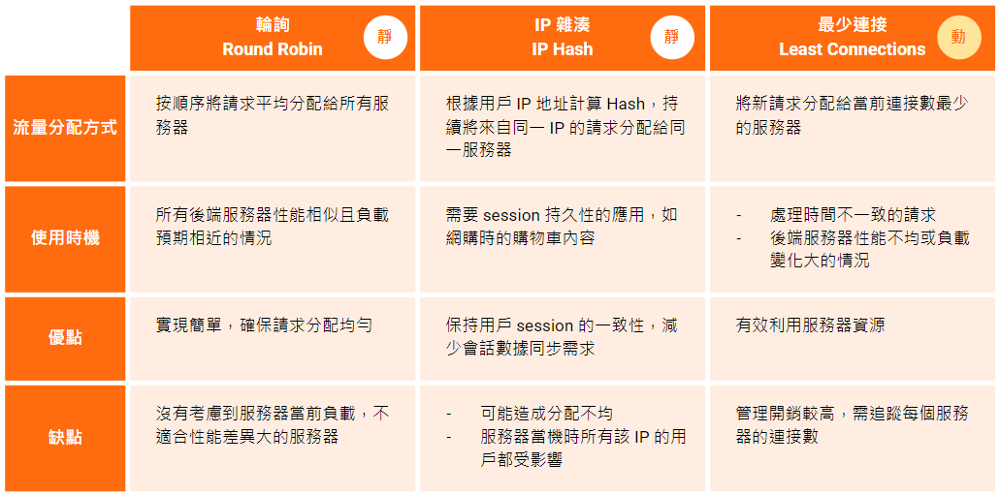 輪詢
Round Robin
靜
IP 雜湊
IP Hash
靜
最少連接
Least Connections
動
流量分配方式
按順序將請求平均分配給所有服
務器
根據用戶 IP 地址計算 Hash，持
續將來自同一 IP 的請求分配給同
一服務器
將新請求分配給當前連接數最少
的服務器
使用時機
所有後端服務器性能相似且負載
預期相近的情況
需要 session 持久性的應用，如
網購時的購物車內容
- 處理時間不一致的請求
- 後端服務器性能不均或負載
變化大的情況
優點
實現簡單，確保請求分配均勻
保持用戶 session 的一致性，減
少會話數據同步需求
有效利用服務器資源
缺點
沒有考慮到服務器當前負載，不
適合性能差異大的服務器
- 可能造成分配不均
- 服務器當機時所有該 IP 的用
戶都受影響
管理開銷較高，需追蹤每個服務
器的連接數